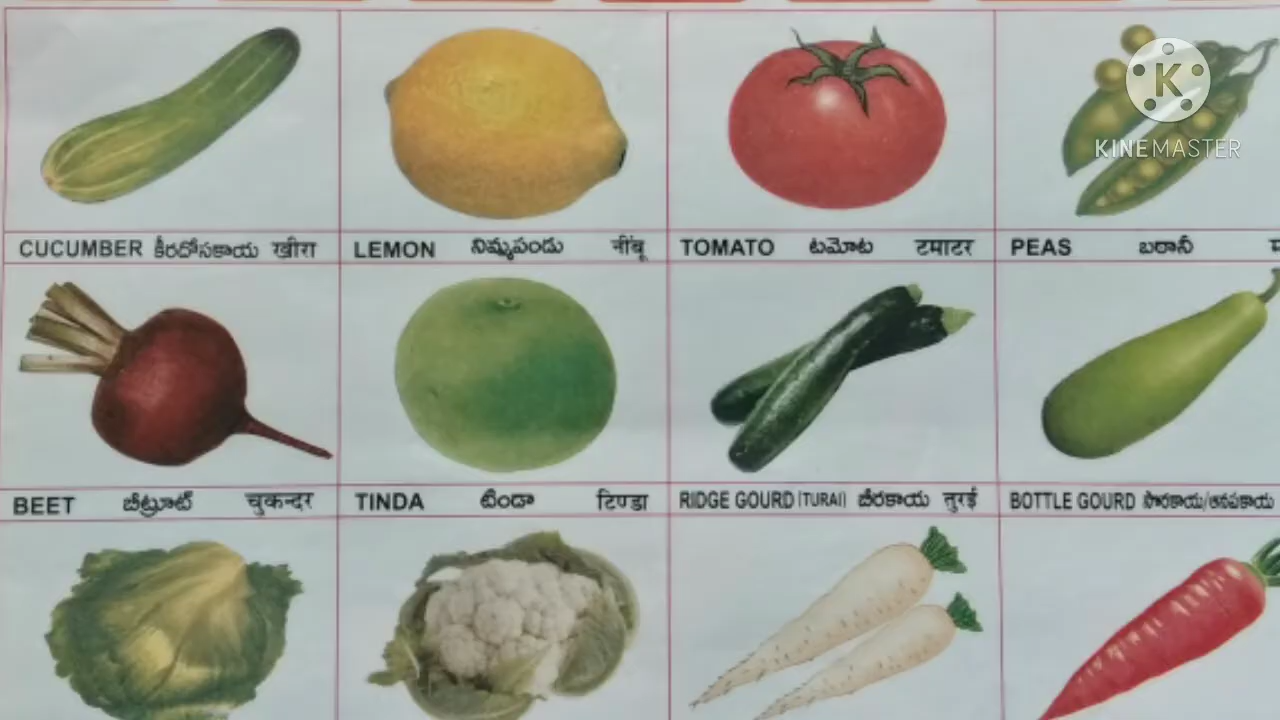 K
KINEMASTER
CUCUMBER కీరదోసకాయ खीरा
LEMON నిమ్మపండు नींबू
TOMATO టమోట टमाटर
PEAS బఠానీ
BEET బీట్రూట్ चुकन्दर
TINDA టిండా टिण्डा
RIDGE GOURD (TURAI) బీరకాయ तुरई
BOTTLE GOURD సొరకాయ/ఆనపకాయ